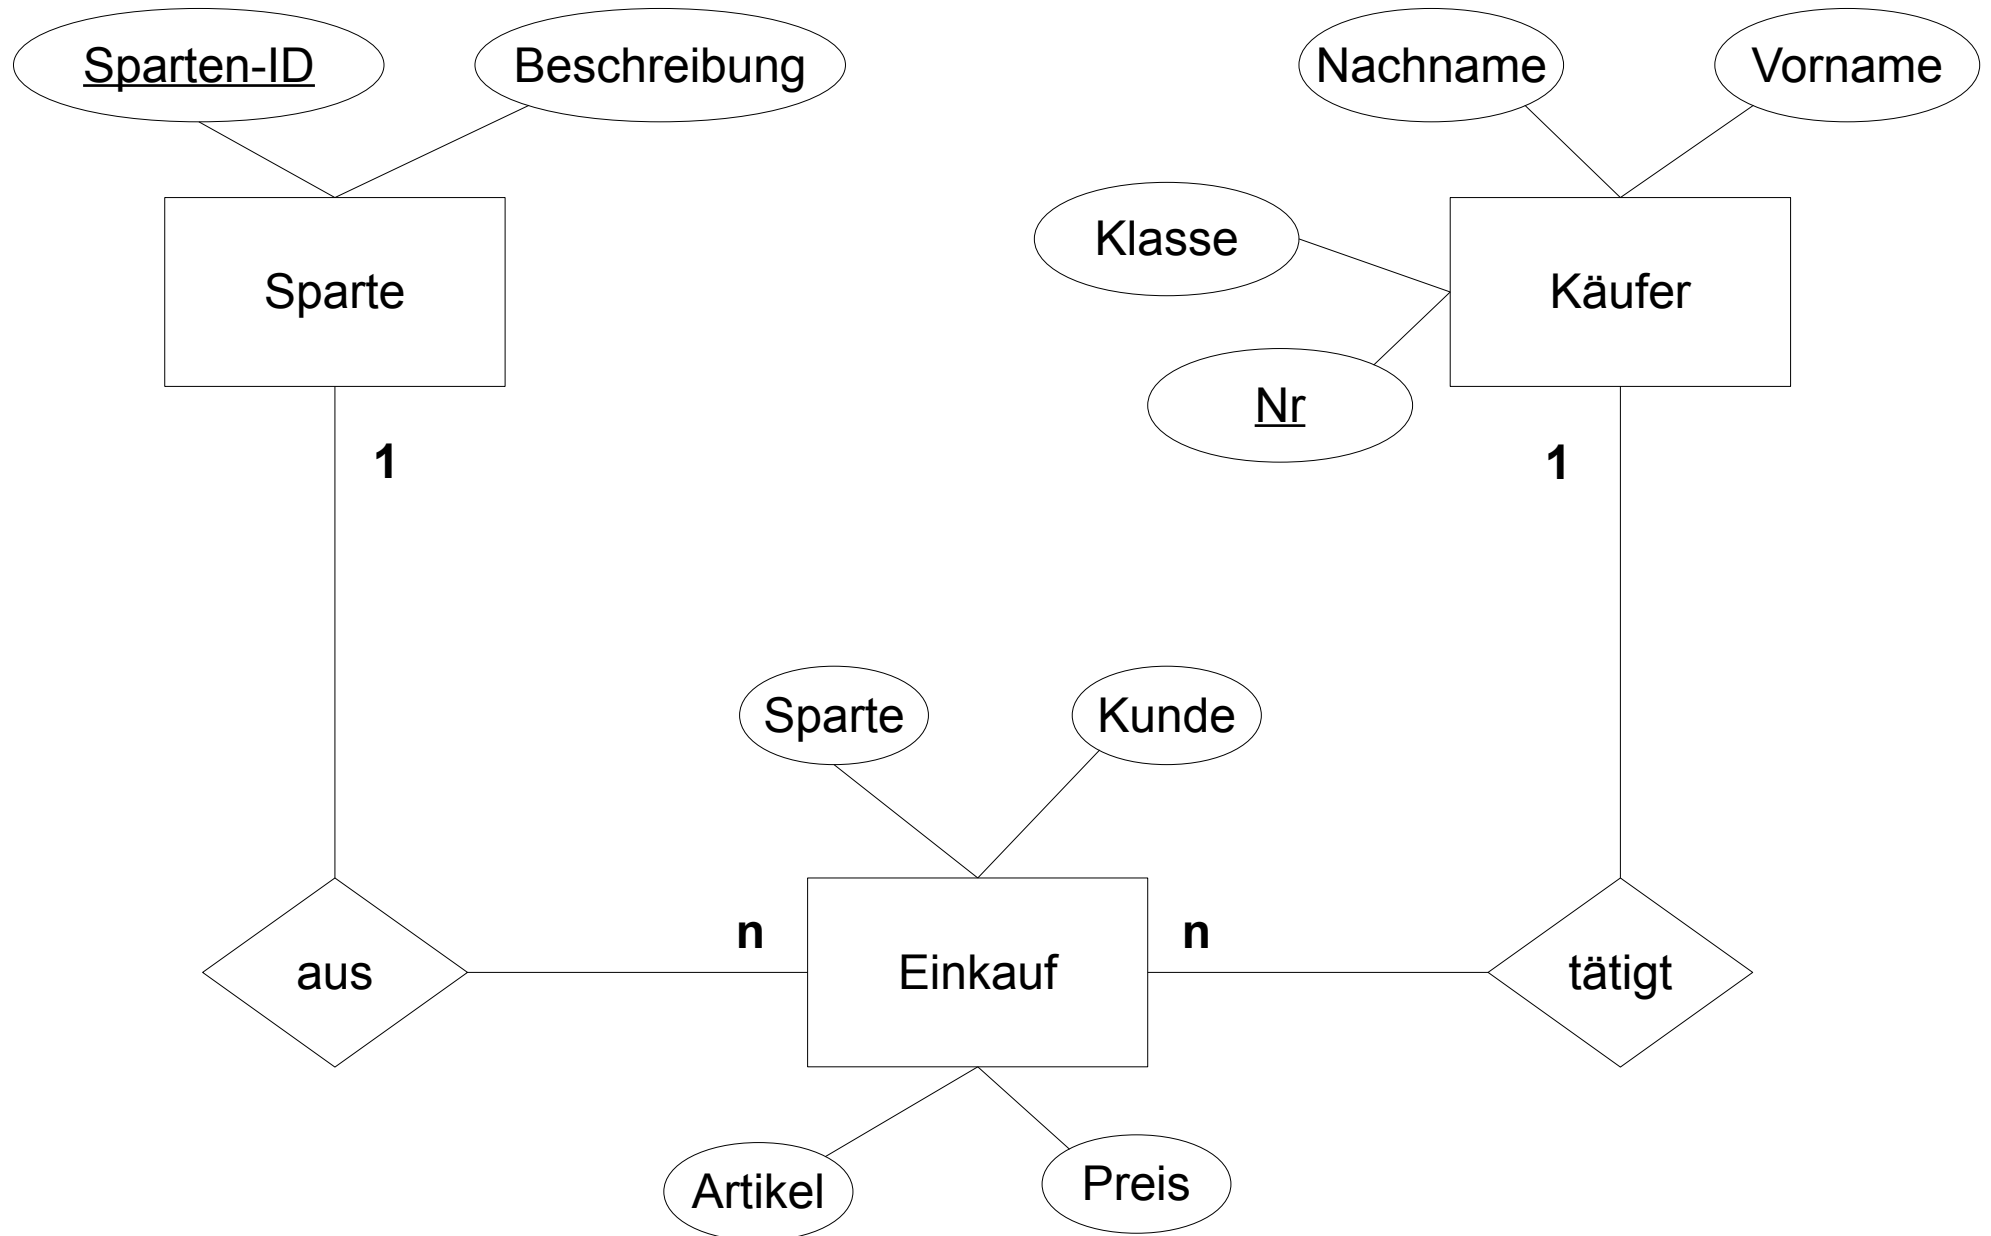 Sparten-ID
Beschreibung
Nachname
Vorname
Klasse
Sparte
Käufer
Nr
1
1
Sparte
Kunde
n
n
aus
Einkauf
tätigt
Artikel
Preis